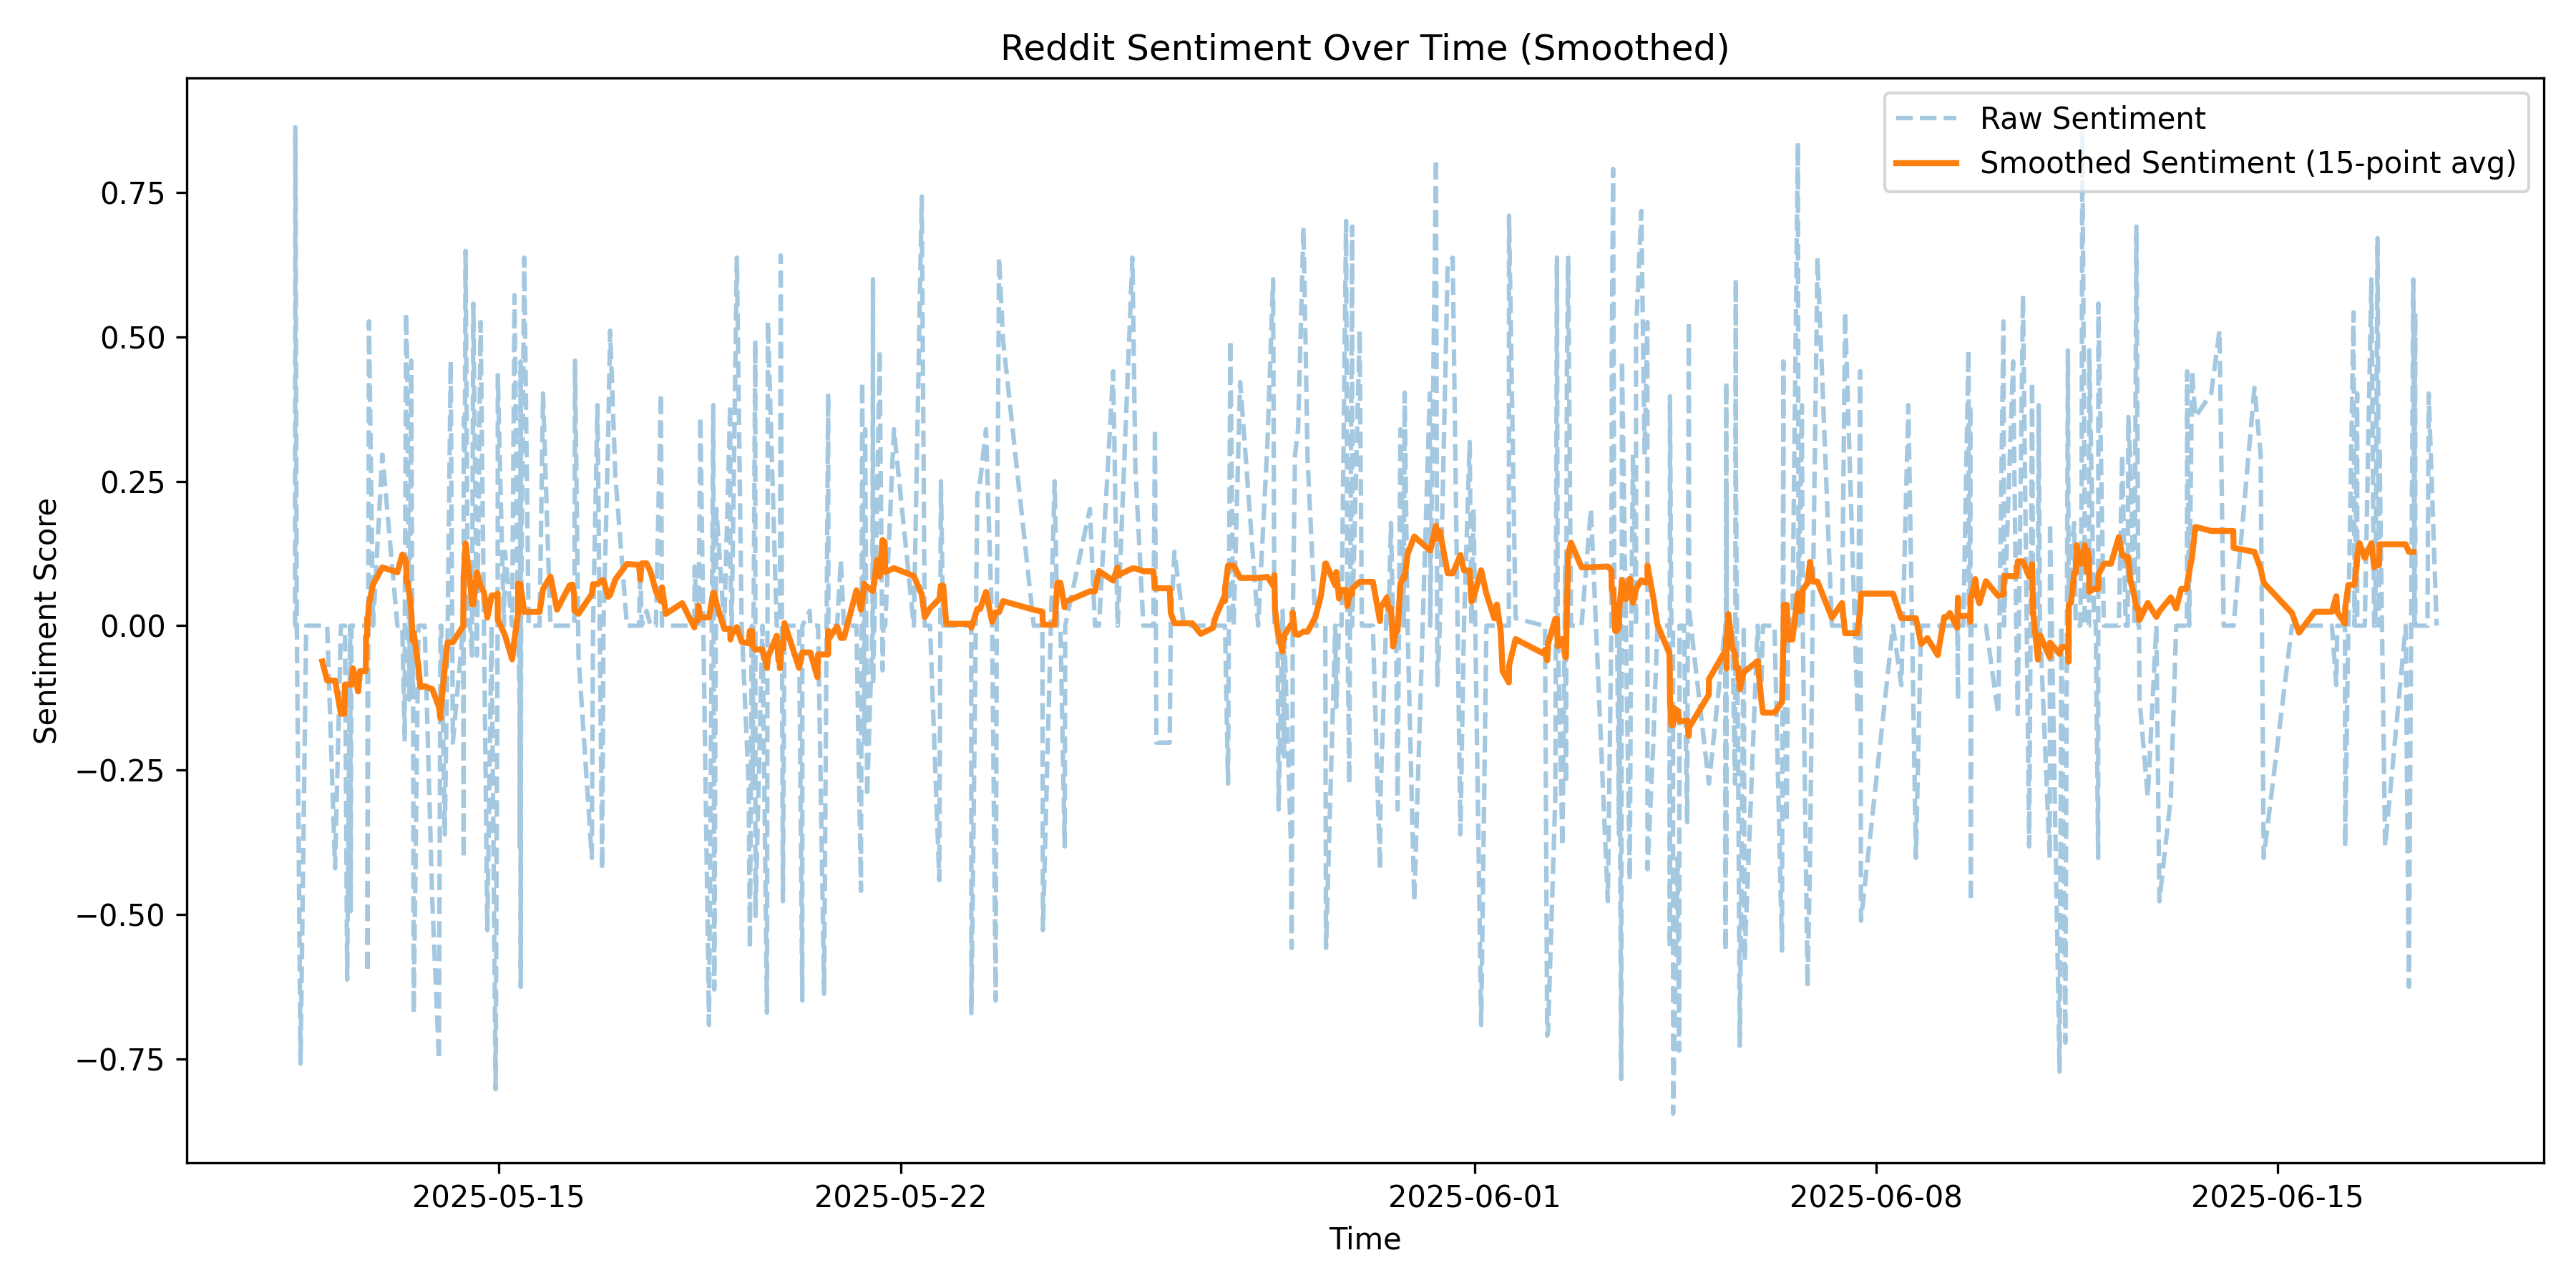 Reddit Sentiment Over Time (Smoothed)
Raw Sentiment
Smoothed Sentiment (15-point avg)
Sentiment Score
0.75
0.50
0.25
0.00
−0.25
−0.50
−0.75
2025-05-15
2025-05-22
2025-06-01
2025-06-08
2025-06-15
Time